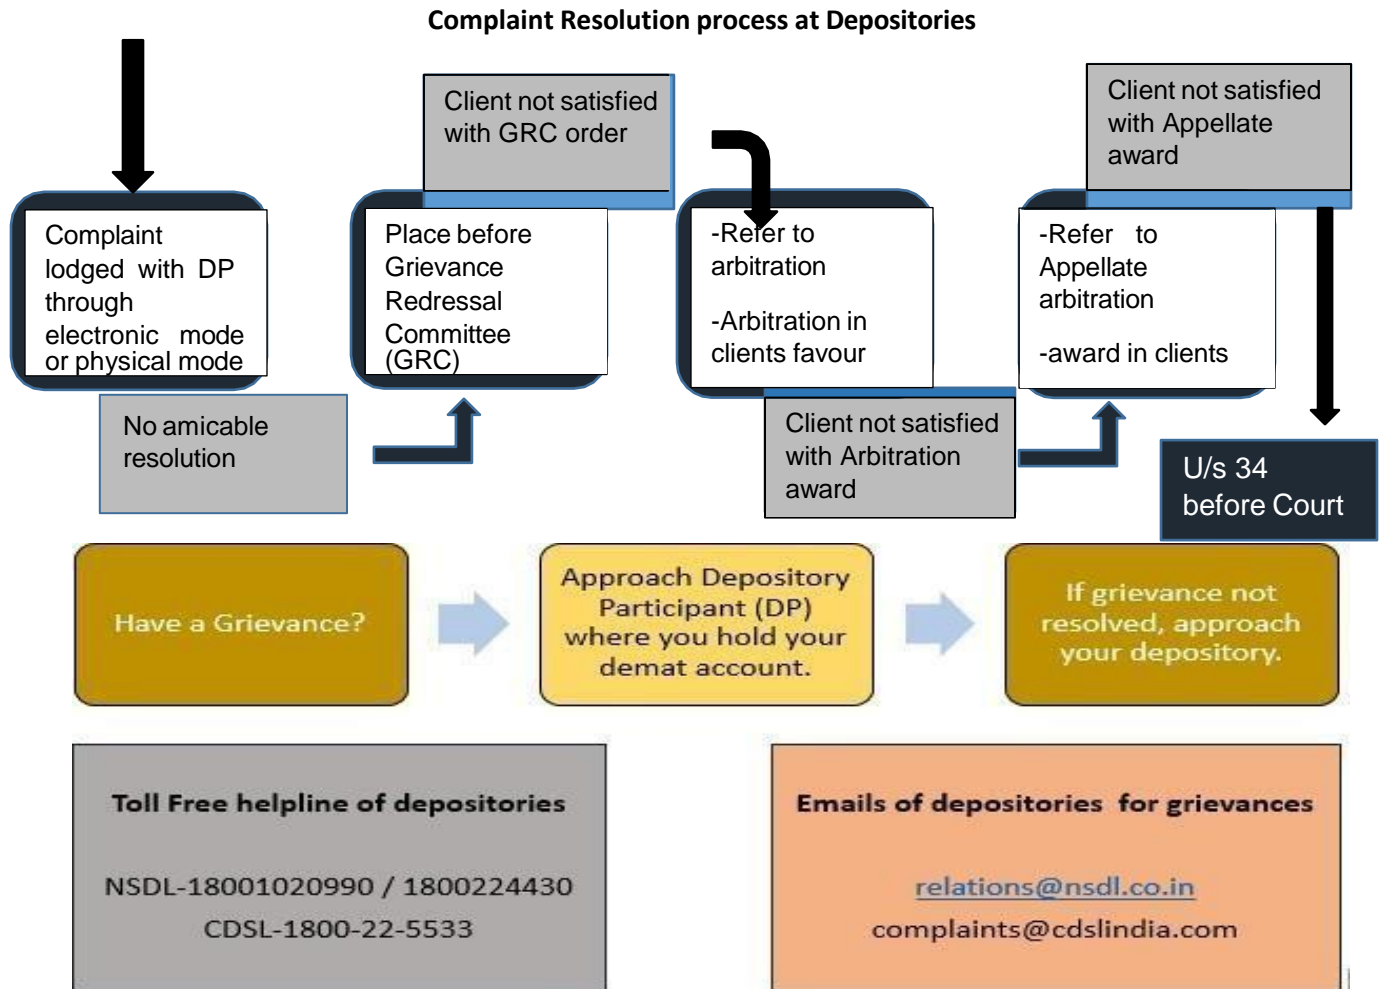 Complaint Resolution process at Depositories
Client not satisfied
with GRC order
Client not satisfied
with Appellate
award
Complaint
lodged with DP
through
electronic mode
or physical mode
Place before
Grievance
Redressal
Committee
(GRC)
-Refer to
arbitration
-Arbitration in
clients favour
-Refer to
Appellate
arbitration
-award in clients
No amicable
resolution
Client not satisfied
with Arbitration
award
U/s 34
before Court
Have a Grievance?
Approach Depository
Participant (DP)
where you hold your
demat account.
If grievance not
resolved, approach
your depository.
Toll Free helpline of depositories
NSDL-18001020990 / 1800224430
CDSL-1800-22-5533
Emails of depositories for grievances
relations@nsdl.co.in
complaints@cdslindia.com